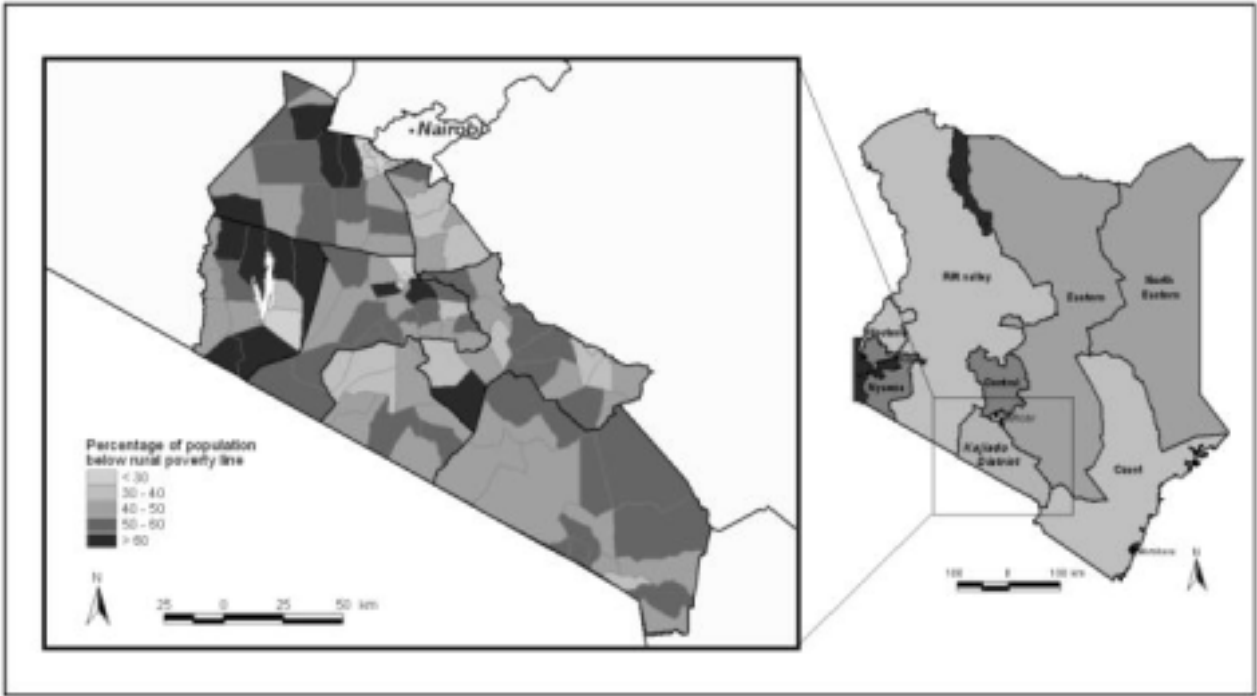 Nairobi
Percentage of population
below rural poverty line
< 30
30 - 40
40 - 50
50 - 60
> 60
N
25 0 25 50 km
Rift valley
North
Eastern
Eastern
Nyanza
Central
Kajiado
District
Coast
N
100 0 100 km